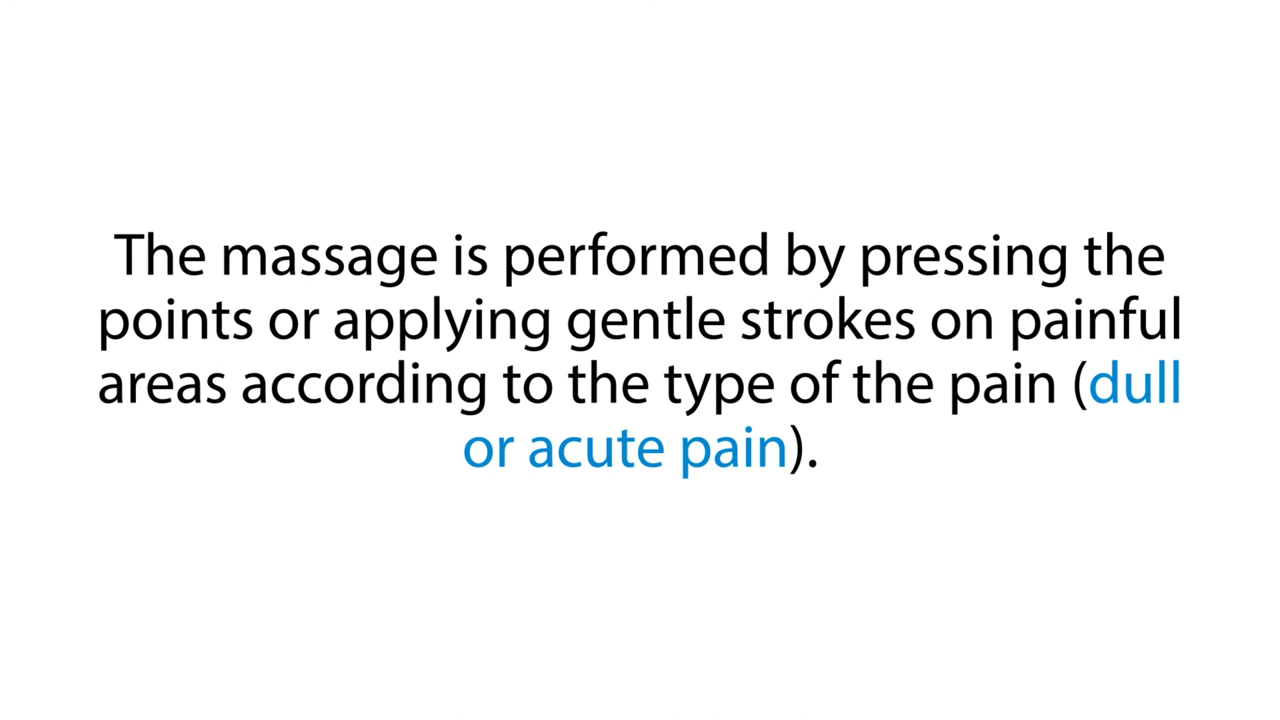 The massage is performed by pressing the
points or applying gentle strokes on painful
areas according to the type of the pain (dull
or acute pain).